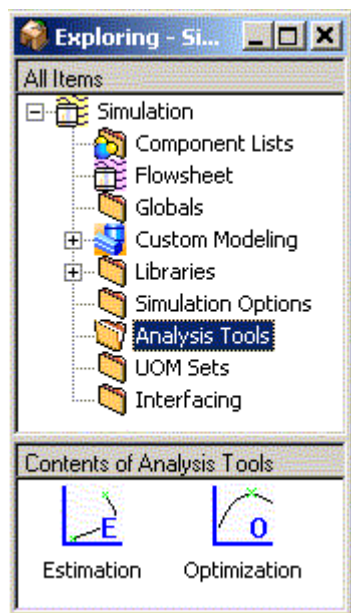 Exploring - Si...
All Items
Simulation
Component Lists
Flowsheet
Globals
Custom Modeling
Libraries
Simulation Options
Analysis Tools
UOM Sets
Interfacing
Contents of Analysis Tools
E O
Estimation Optimization